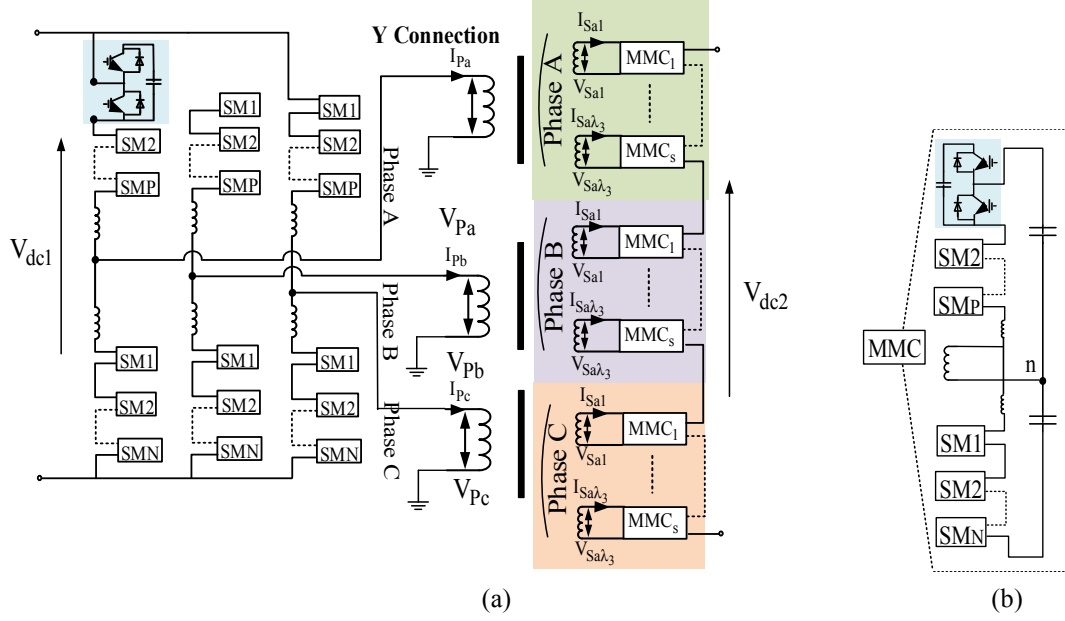 Y Connection
V_dc1
SM2
SMP
SM1
SM2
SMP
SM1
SM2
SMP
SM1
SM2
SMN
SM1
SM2
SMN
SM1
SM2
SMN
Phase A
Phase B
Phase C
I_Pa
V_Pa
I_Pb
V_Pb
I_Pc
V_Pc
Phase A
I_Sa1
V_Sa1
MMC_1
I_Saλ3
V_Saλ3
MMC_s
Phase B
I_Sa1
V_Sa1
MMC_1
I_Saλ3
V_Saλ3
MMC_s
Phase C
I_Sa1
V_Sa1
MMC_1
I_Saλ3
V_Saλ3
MMC_s
V_dc2
(a)
MMC
SM2
SMP
n
SM1
SM2
SMN
(b)